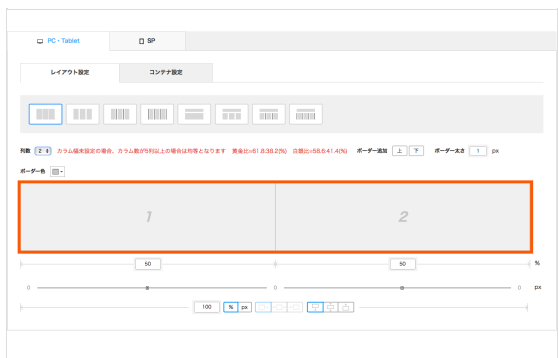 PC・Tablet
SP
レイアウト設定
コンテナ設定
列数 2 カラム幅未設定の場合、カラム数が5列以上の場合は均等となります 黄金比=61.8:38.2(%) 白銀比=58.6:41.4(%) ボーダー追加 上 下 ボーダー太さ 1 px
ボーダー色
1 2
50 50 %
0 0 0 px
100 % px